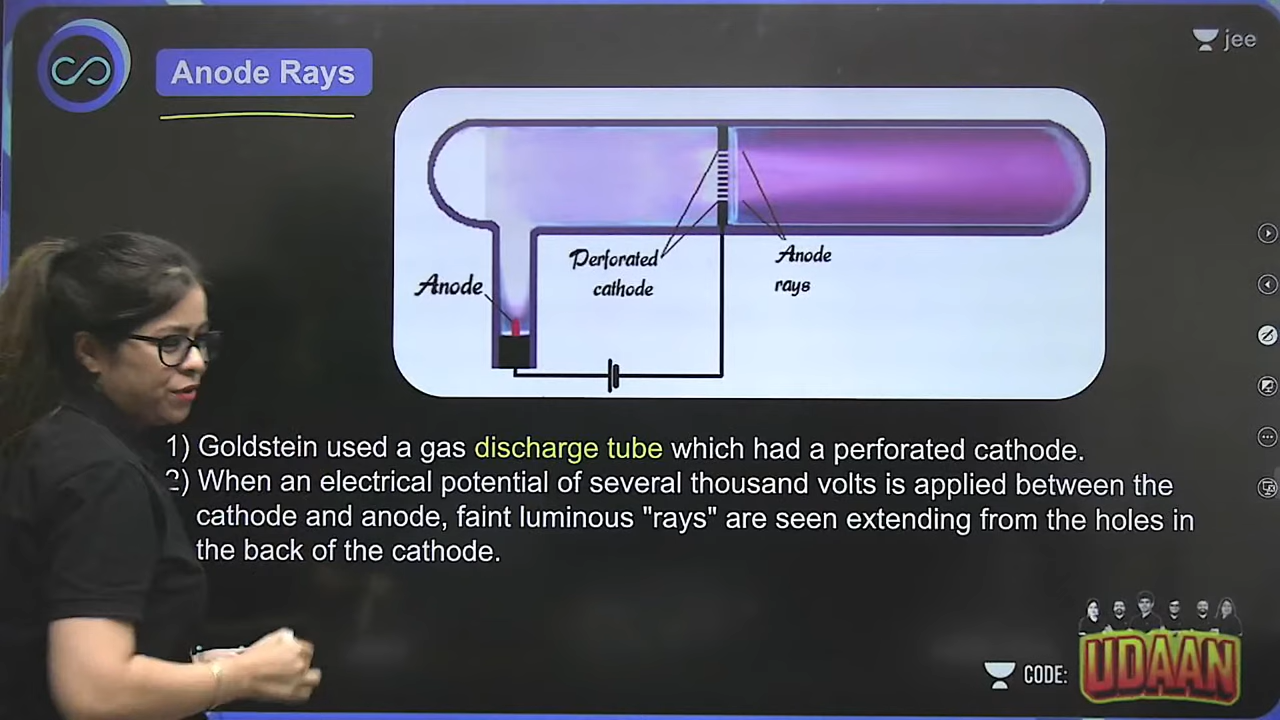 jee
Anode Rays
Perforated
cathode
Anode
rays
Anode
1) Goldstein used a gas discharge tube which had a perforated cathode.
2) When an electrical potential of several thousand volts is applied between the
cathode and anode, faint luminous "rays" are seen extending from the holes in
the back of the cathode.
CODE:
UDAAN